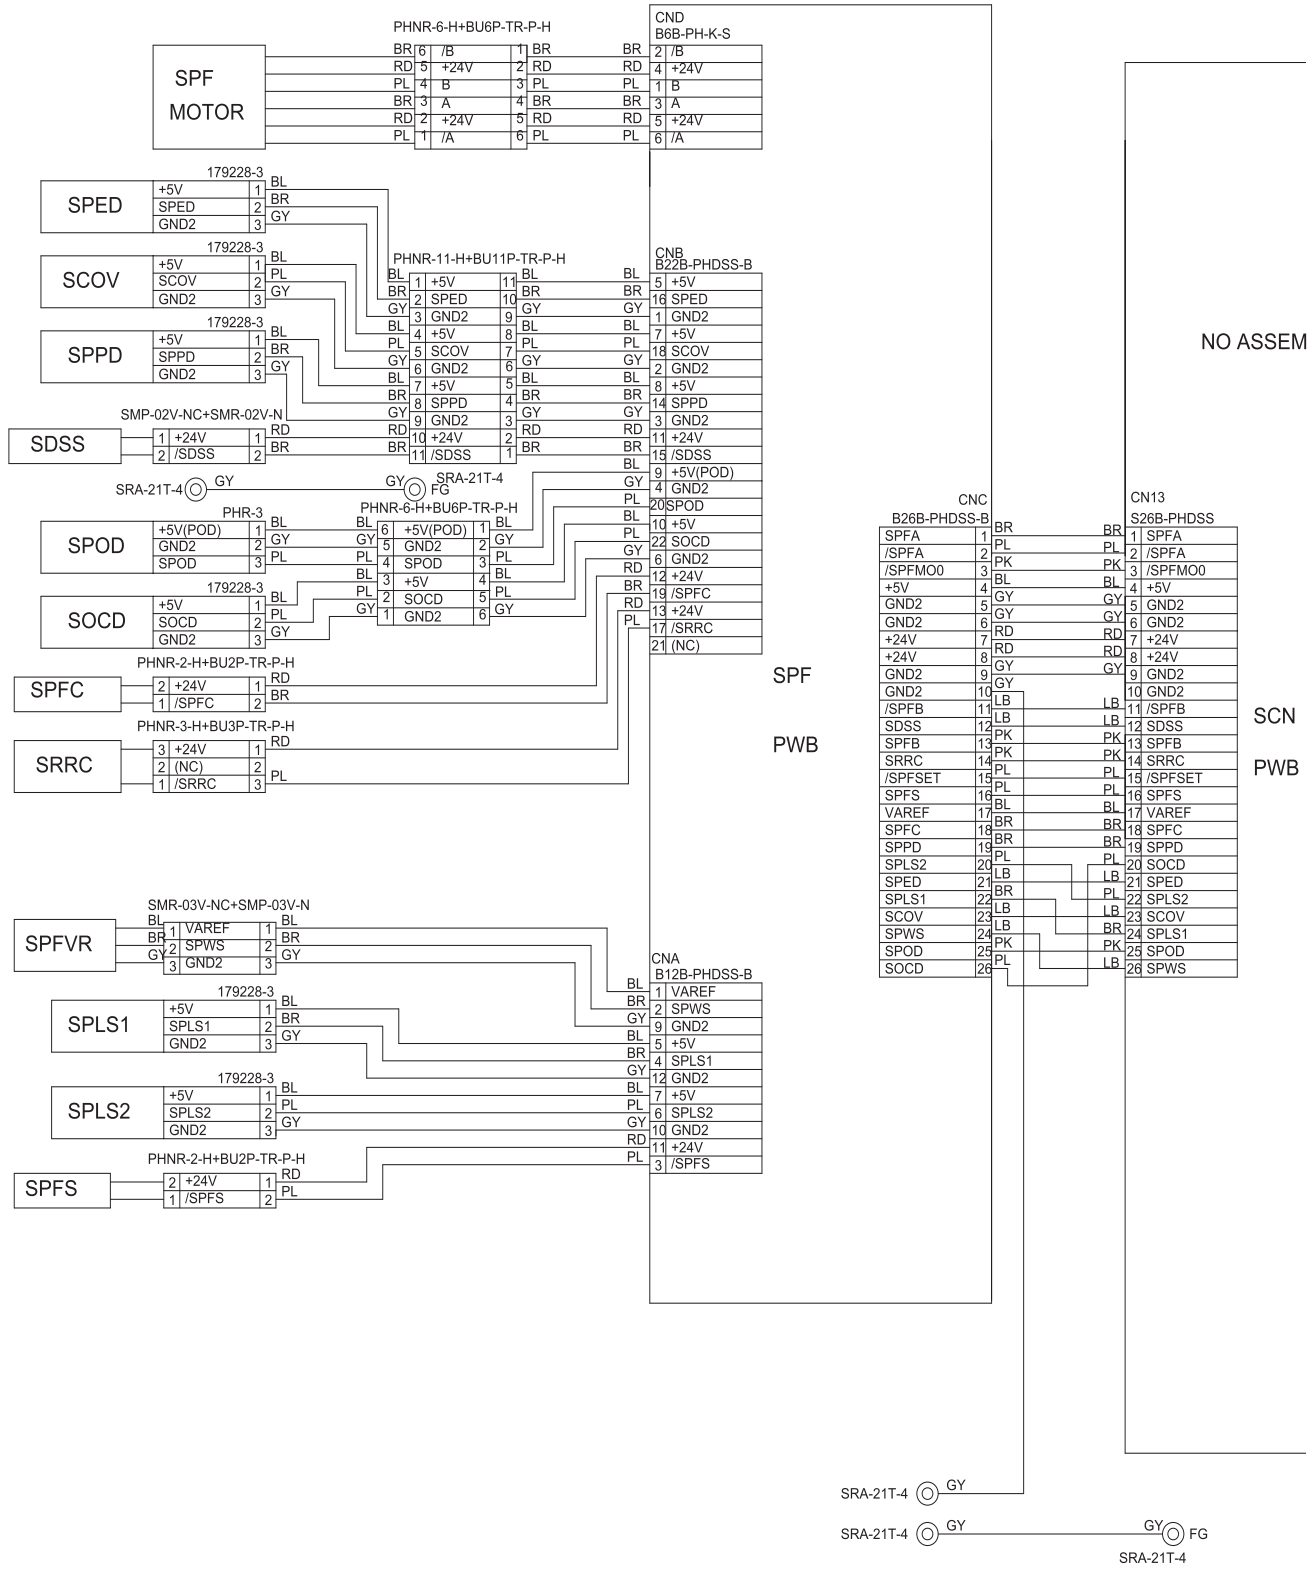 PHNR-6-H+BU6P-TR-P-H
CND
B6B-PH-K-S
SPF
MOTOR
BR 6 /B 1 BR BR 2 /B
RD 5 +24V 2 RD RD 4 +24V
PL 4 B 3 PL PL 1 B
BR 3 A 4 BR BR 3 A
RD 2 +24V 5 RD RD 5 +24V
PL 1 /A 6 PL PL 6 /A
179228-3
SPED
+5V 1 BL
SPED 2 BR
GND2 3 GY
179228-3
SCOV
+5V 1 BL
SCOV 2 PL
GND2 3 GY
179228-3
SPPD
+5V 1 BL
SPPD 2 BR
GND2 3 GY
SMP-02V-NC+SMR-02V-N
SDSS
1 +24V 1 RD
2 /SDSS 2 BR
PHNR-11-H+BU11P-TR-P-H
BL 1 +5V 11 BL
BR 2 SPED 10 BR
GY 3 GND2 9 GY
BL 4 +5V 8 BL
PL 5 SCOV 7 PL
GY 6 GND2 6 GY
BL 7 +5V 5 BL
BR 8 SPPD 4 BR
GY 9 GND2 3 GY
RD 10 +24V 2 RD
BR 11 /SDSS 1 BR
CNB
B22B-PHDSS-B
BL 5 +5V
BR 16 SPED
GY 1 GND2
BL 7 +5V
PL 18 SCOV
GY 2 GND2
BL 8 +5V
BR 14 SPPD
GY 3 GND2
RD 11 +24V
BR 15 /SDSS
BL 9 +5V(POD)
GY 4 GND2
PL 20 SPOD
BL 10 +5V
PL 22 SOCD
GY 6 GND2
RD 12 +24V
BR 19 /SPFC
RD 13 +24V
PL 17 /SRRC
21 (NC)
SRA-21T-4 GY GY FG SRA-21T-4
PHR-3
SPOD
+5V(POD) 1 BL
GND2 2 GY
SPOD 3 PL
179228-3
SOCD
+5V 1 BL
SOCD 2 PL
GND2 3 GY
PHNR-6-H+BU6P-TR-P-H
BL 6 +5V(POD) 1 BL
GY 5 GND2 2 GY
PL 4 SPOD 3 PL
BL 3 +5V 4 BL
PL 2 SOCD 5 PL
GY 1 GND2 6 GY
PHNR-2-H+BU2P-TR-P-H
SPFC
2 +24V 1 RD
1 /SPFC 2 BR
PHNR-3-H+BU3P-TR-P-H
SRRC
3 +24V 1 RD
2 (NC) 2
1 /SRRC 3 PL
SPF
PWB
SMR-03V-NC+SMP-03V-N
SPFVR
BL 1 VAREF 1 BL
BR 2 SPWS 2 BR
GY 3 GND2 3 GY
179228-3
SPLS1
+5V 1 BL
SPLS1 2 BR
GND2 3 GY
179228-3
SPLS2
+5V 1 BL
SPLS2 2 PL
GND2 3 GY
PHNR-2-H+BU2P-TR-P-H
SPFS
2 +24V 1 RD
1 /SPFS 2 PL
CNA
B12B-PHDSS-B
BL 1 VAREF
BR 2 SPWS
GY 9 GND2
BL 5 +5V
BR 4 SPLS1
GY 12 GND2
BL 7 +5V
PL 6 SPLS2
GY 10 GND2
RD 11 +24V
PL 3 /SPFS
CNC
B26B-PHDSS-B
SPFA 1 BR
/SPFA 2 PL
/SPFMO0 3 PK
+5V 4 BL
GND2 5 GY
GND2 6 GY
+24V 7 RD
+24V 8 RD
GND2 9 GY
GND2 10 GY
/SPFB 11 LB
SDSS 12 LB
SPFB 13 PK
SRRC 14 PK
/SPFSET 15 PL
SPFS 16 PL
VAREF 17 BL
SPFC 18 BR
SPPD 19 BR
SPLS2 20 PL
SPED 21 LB
SPLS1 22 BR
SCOV 23 LB
SPWS 24 LB
SPOD 25 PK
SOCD 26 PL
CN13
S26B-PHDSS
BR 1 SPFA
PL 2 /SPFA
PK 3 /SPFMO0
BL 4 +5V
GY 5 GND2
GY 6 GND2
RD 7 +24V
RD 8 +24V
GY 9 GND2
10 GND2
LB 11 /SPFB
LB 12 SDSS
PK 13 SPFB
PK 14 SRRC
PL 15 /SPFSET
PL 16 SPFS
BL 17 VAREF
BR 18 SPFC
BR 19 SPPD
PL 20 SOCD
LB 21 SPED
PL 22 SPLS2
LB 23 SCOV
BR 24 SPLS1
PK 25 SPOD
LB 26 SPWS
NO ASSEM
SCN
PWB
SRA-21T-4 GY
SRA-21T-4 GY GY FG
SRA-21T-4